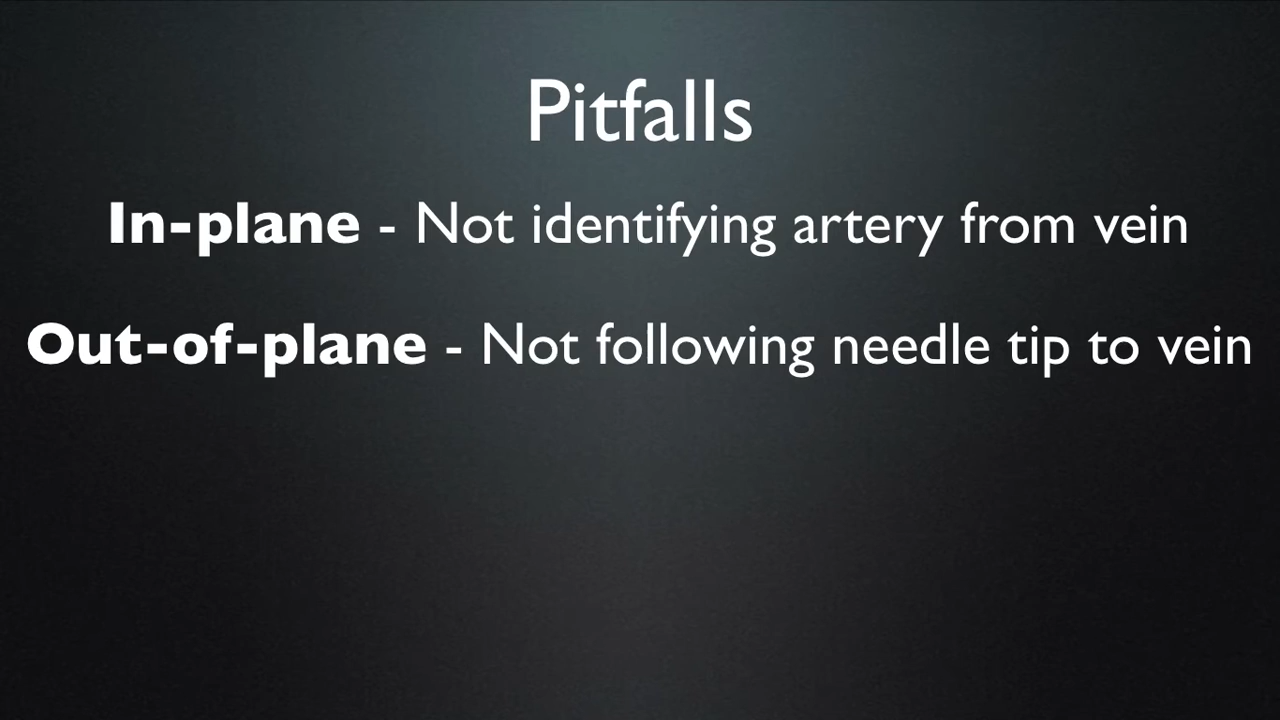 Pitfalls
In-plane - Not identifying artery from vein
Out-of-plane - Not following needle tip to vein